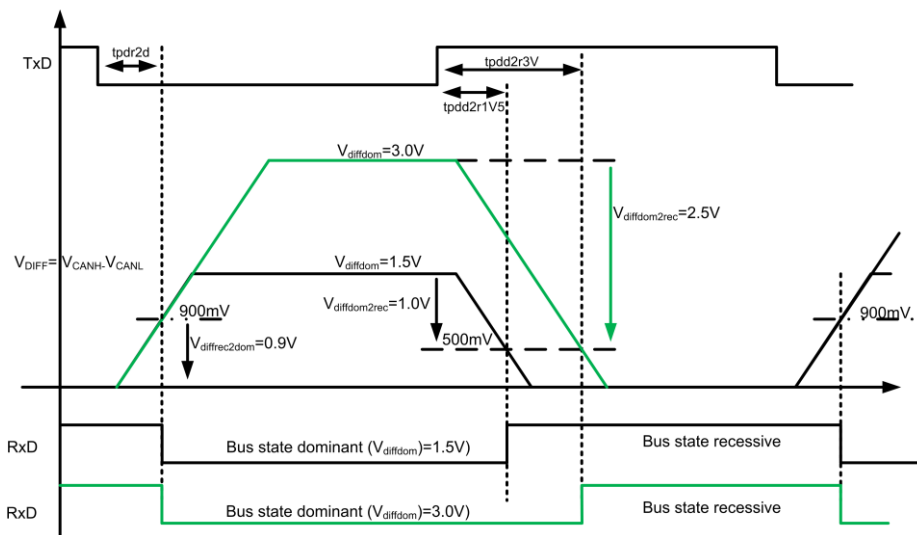 tpdr2d
tpdd2r3V
TxD
tpdd2r1V5
Vdiffdom=3.0V
Vdiffdom2rec=2.5V
VDIFF= VCANH-VCANL
Vdiffdom=1.5V
900mV
Vdiffdom2rec=1.0V
900mV
Vdiffrec2dom=0.9V
500mV
RxD
Bus state dominant (Vdiffdom)=1.5V)
Bus state recessive
RxD
Bus state dominant (Vdiffdom)=3.0V)
Bus state recessive